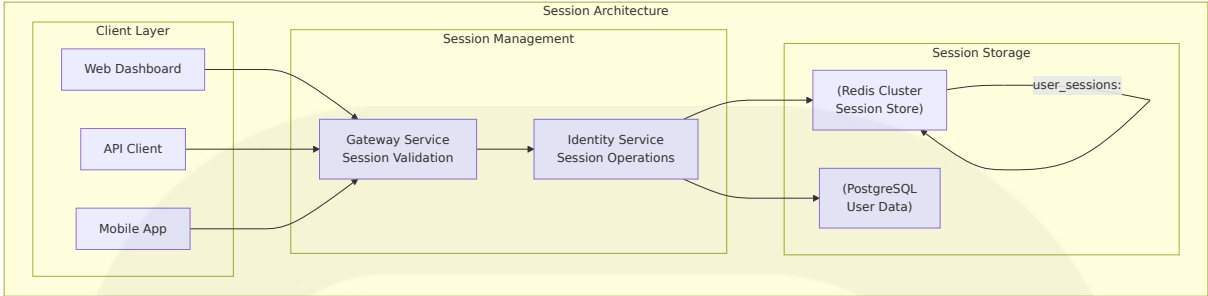 Session Architecture
Client Layer
Web Dashboard
API Client
Mobile App
Session Management
Gateway Service
Session Validation
Identity Service
Session Operations
Session Storage
(Redis Cluster
Session Store)
user_sessions:
(PostgreSQL
User Data)